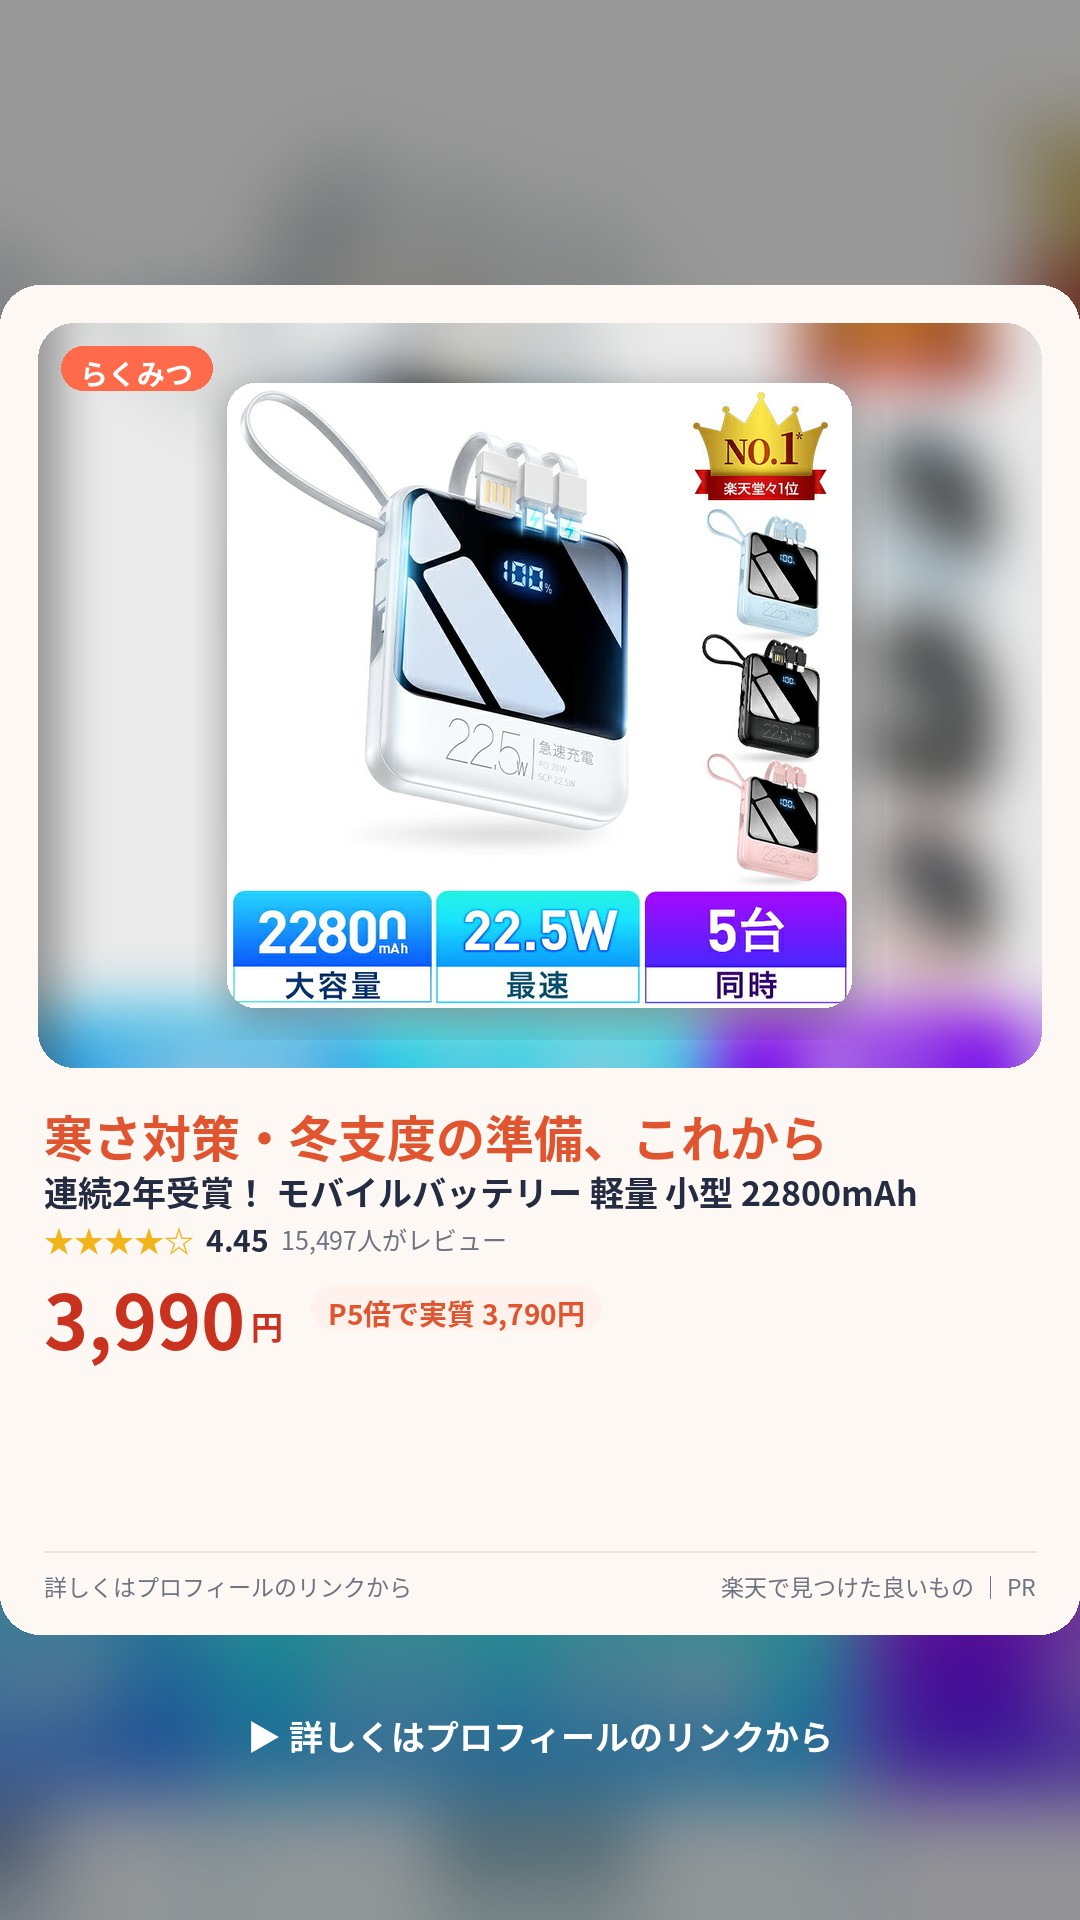 らくみつ
NO.1*
楽天堂々1位
100%
22.5W
急速充電
PD 20W
SCP 22.5W
22800mAh
大容量
22.5W
最速
5台
同時
寒さ対策・冬支度の準備、これから
連続2年受賞！ モバイルバッテリー 軽量 小型 22800mAh
★★★★☆ 4.45 15,497人がレビュー
3,990円 P5倍で実質 3,790円
詳しくはプロフィールのリンクから
楽天で見つけた良いもの｜PR
▶ 詳しくはプロフィールのリンクから